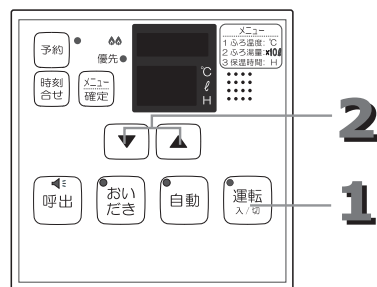 予約
優先
時刻
合せ
メニュー
確定
℃
ℓ
H
メニュー
1 ふろ温度: ℃
2 ふろ湯量: ×10ℓ
3 保温時間: H
▼
▲
2
呼出
おい
だき
自動
運転
入/切
1